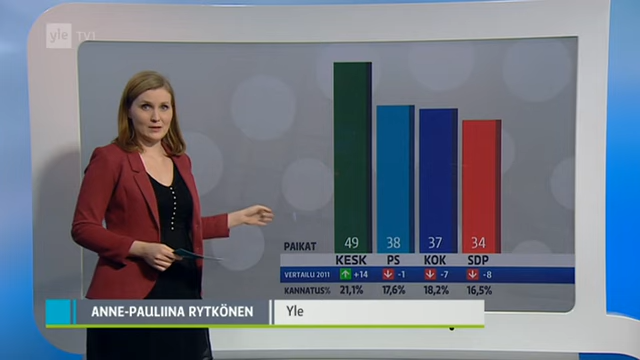 yle TV1
PAIKAT 49 38 37 34
KESK PS KOK SDP
VERTAILU 2011 +14 -1 -7 -8
KANNATUS% 21,1% 17,6% 18,2% 16,5%
ANNE-PAULIINA RYTKÖNEN Yle